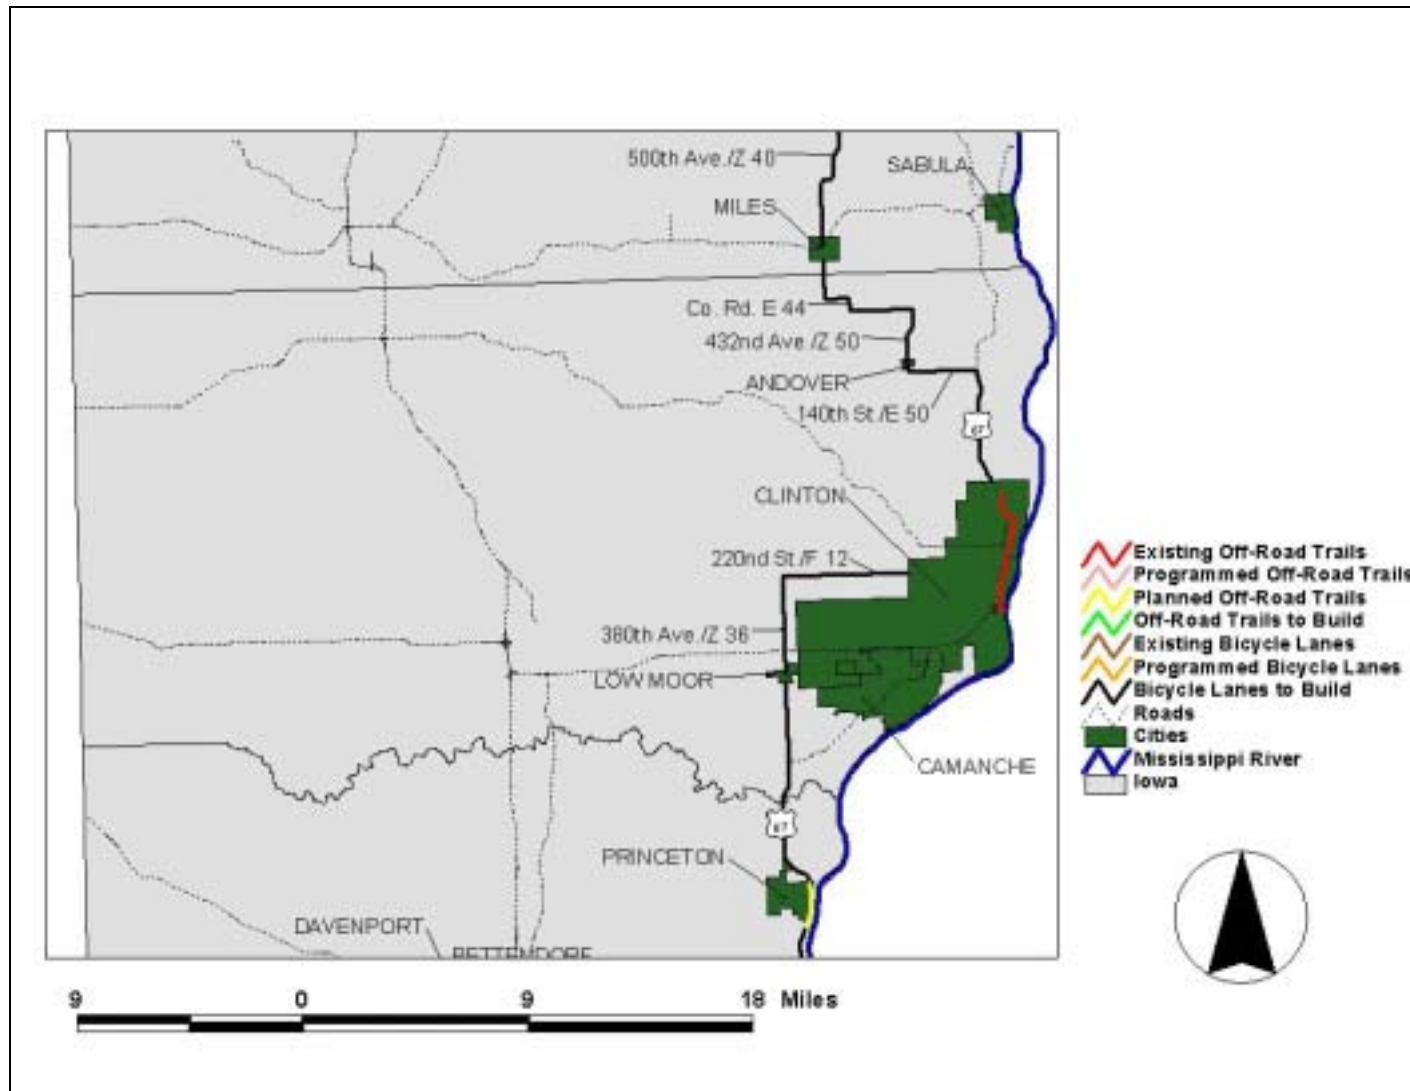 500th Ave./Z 40
SABULA
MILES
Co. Rd. E 44
432nd Ave./Z 50
ANDOVER
140th St./E 50
67
CLINTON
220nd St./F 12
380th Ave./Z 36
LOW MOOR
CAMANCHE
67
PRINCETON
DAVENPORT
BETTENDORF
Existing Off-Road Trails
Programmed Off-Road Trails
Planned Off-Road Trails
Off-Road Trails to Build
Existing Bicycle Lanes
Programmed Bicycle Lanes
Bicycle Lanes to Build
Roads
Cities
Mississippi River
Iowa
9 0 9 18 Miles